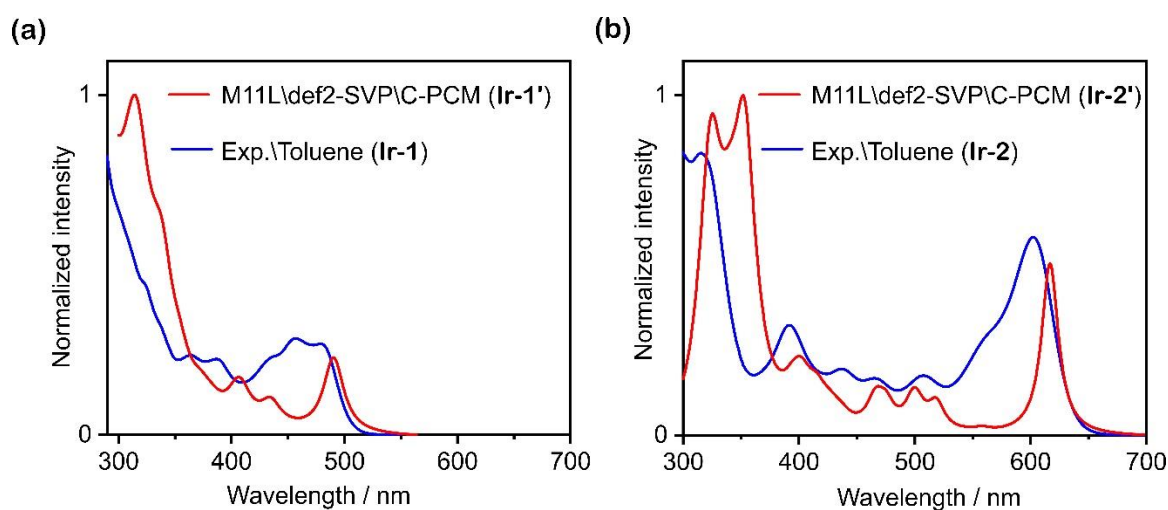 (a)
1
M11L\def2-SVP\C-PCM (Ir-1')
Exp.\Toluene (Ir-1)
Normalized intensity
0
300 400 500 600 700
Wavelength / nm
(b)
1
M11L\def2-SVP\C-PCM (Ir-2')
Exp.\Toluene (Ir-2)
Normalized intensity
0
300 400 500 600 700
Wavelength / nm